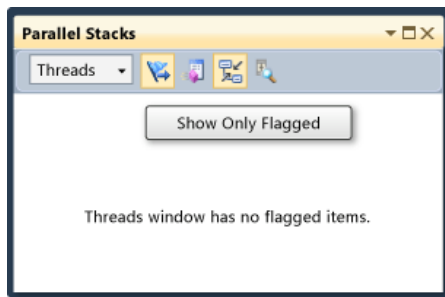 Parallel Stacks
Threads
Show Only Flagged
Threads window has no flagged items.